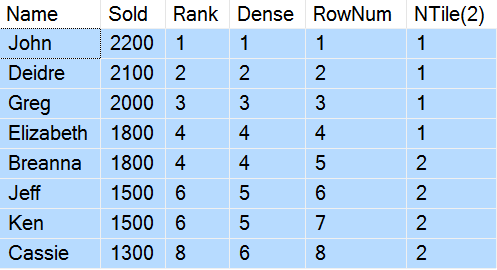 Name Sold Rank Dense RowNum NTile(2)
John 2200 1 1 1 1
Deidre 2100 2 2 2 1
Greg 2000 3 3 3 1
Elizabeth 1800 4 4 4 1
Breanna 1800 4 4 5 2
Jeff 1500 6 5 6 2
Ken 1500 6 5 7 2
Cassie 1300 8 6 8 2